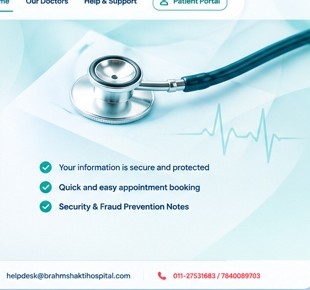 Our Doctors Help & Support Patient Portal
Your information is secure and protected
Quick and easy appointment booking
Security & Fraud Prevention Notes
helpdesk@brahmshaktihospital.com 011-27531683 / 7840089703